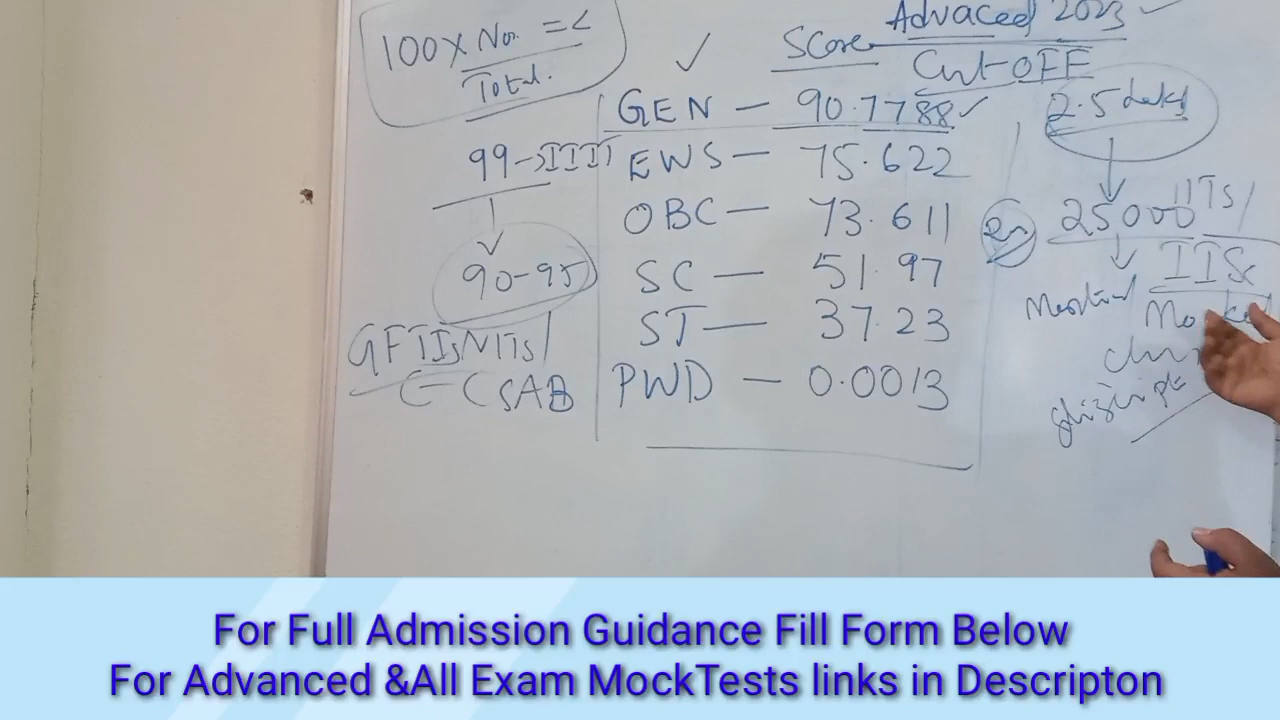 Advaced 2023
100 X No. = <
Total.
Score
Cut OFF
GEN - 90.7788
EWS - 75.622
OBC - 73.611
SC - 51.97
ST - 37.23
PWD - 0.0013
99 - IIIT
90-95
GFTIs NITs/
CSAB
2.5 Lakhs
25000 IITs/
IISc
For Full Admission Guidance Fill Form Below
For Advanced &All Exam MockTests links in Descripton